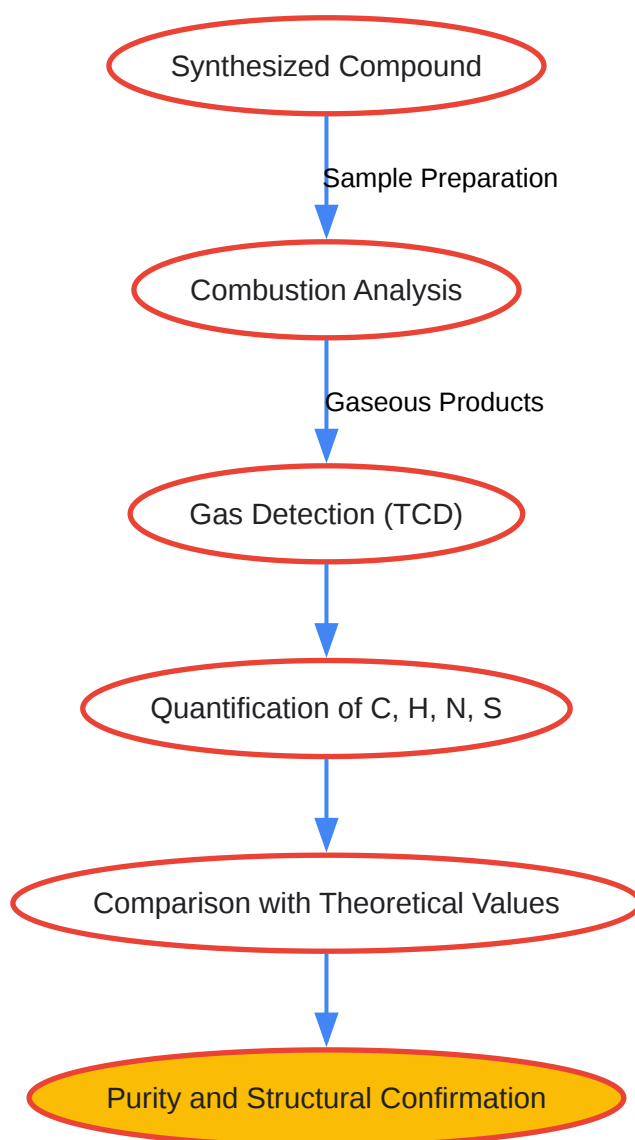 Synthesized Compound
Sample Preparation
Combustion Analysis
Gaseous Products
Gas Detection (TCD)
Quantification of C, H, N, S
Comparison with Theoretical Values
Purity and Structural Confirmation